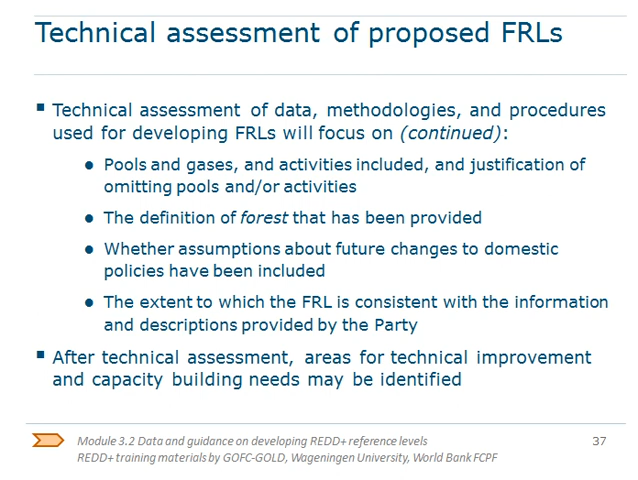 Technical assessment of proposed FRLs
▪ Technical assessment of data, methodologies, and procedures
used for developing FRLs will focus on (continued):
● Pools and gases, and activities included, and justification of
omitting pools and/or activities
● The definition of forest that has been provided
● Whether assumptions about future changes to domestic
policies have been included
● The extent to which the FRL is consistent with the information
and descriptions provided by the Party
▪ After technical assessment, areas for technical improvement
and capacity building needs may be identified
Module 3.2 Data and guidance on developing REDD+ reference levels
37
REDD+ training materials by GOFC-GOLD, Wageningen University, World Bank FCPF